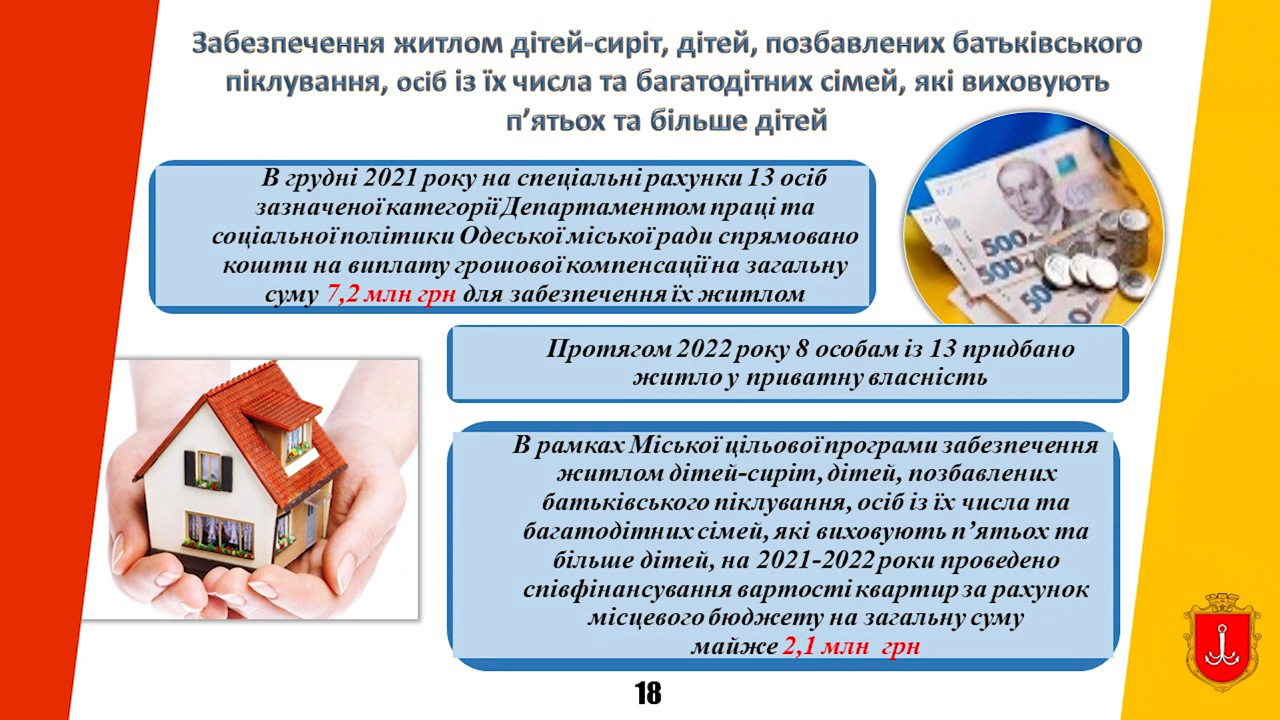 Забезпечення житлом дітей-сиріт, дітей, позбавлених батьківського
піклування, осіб із їх числа та багатодітних сімей, які виховують
п’ятьох та більше дітей
В грудні 2021 року на спеціальні рахунки 13 осіб
зазначеної категорії Департаментом праці та
соціальної політики Одеської міської ради спрямовано
кошти на виплату грошової компенсації на загальну
суму 7,2 млн грн для забезпечення їх житлом
500
500
50
Протягом 2022 року 8 особам із 13 придбано
житло у приватну власність
В рамках Міської цільової програми забезпечення
житлом дітей-сиріт, дітей, позбавлених
батьківського піклування, осіб із їх числа та
багатодітних сімей, які виховують п’ятьох та
більше дітей, на 2021-2022 роки проведено
співфінансування вартості квартир за рахунок
місцевого бюджету на загальну суму
майже 2,1 млн грн
18